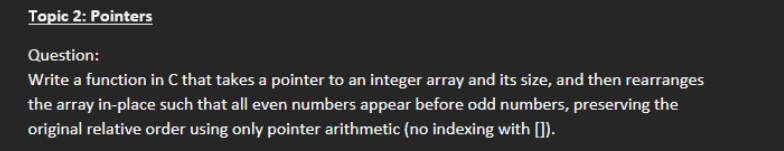 Topic 2: Pointers
Question:
Write a function in C that takes a pointer to an integer array and its size, and then rearranges
the array in-place such that all even numbers appear before odd numbers, preserving the
original relative order using only pointer arithmetic (no indexing with []).